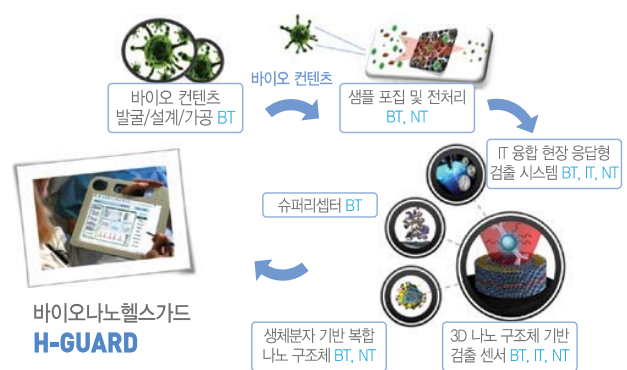 바이오 컨텐츠
발굴/설계/가공 BT
바이오 컨텐츠
샘플 포집 및 전처리
BT, NT
IT 융합 현장 응답형
검출 시스템 BT, IT, NT
슈퍼리셉터 BT
생체분자 기반 복합
나노 구조체 BT, NT
3D 나노 구조체 기반
검출 센서 BT, IT, NT
바이오나노헬스가드
H-GUARD